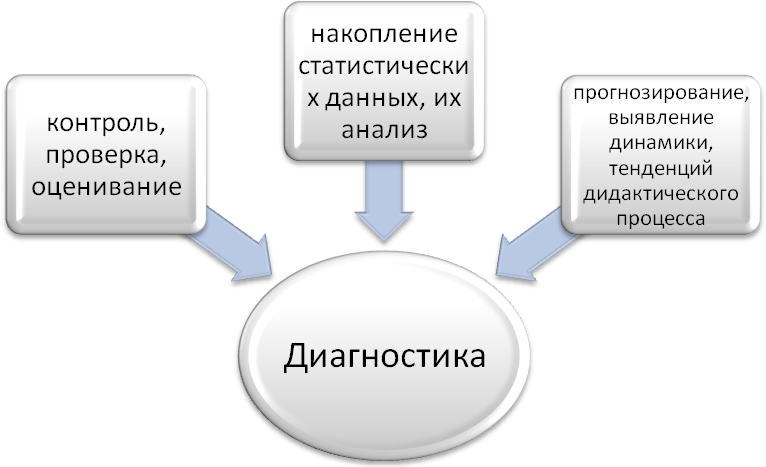 контроль,
проверка,
оценивание
накопление
статистически
х данных, их
анализ
прогнозирование,
выявление
динамики,
тенденций
дидактического
процесса
Диагностика